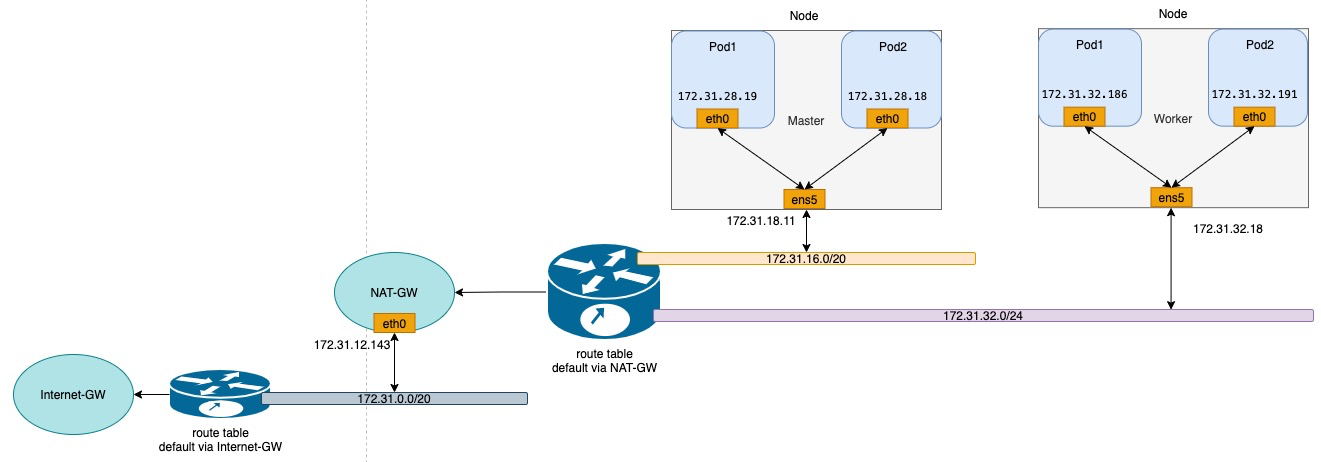 Node
Pod1
172.31.28.19
eth0
Pod2
172.31.28.18
eth0
Master
ens5
172.31.18.11
Node
Pod1
172.31.32.186
eth0
Pod2
172.31.32.191
eth0
Worker
ens5
172.31.32.18
172.31.16.0/20
172.31.32.0/24
route table
default via NAT-GW
NAT-GW
eth0
172.31.12.143
172.31.0.0/20
Internet-GW
route table
default via Internet-GW